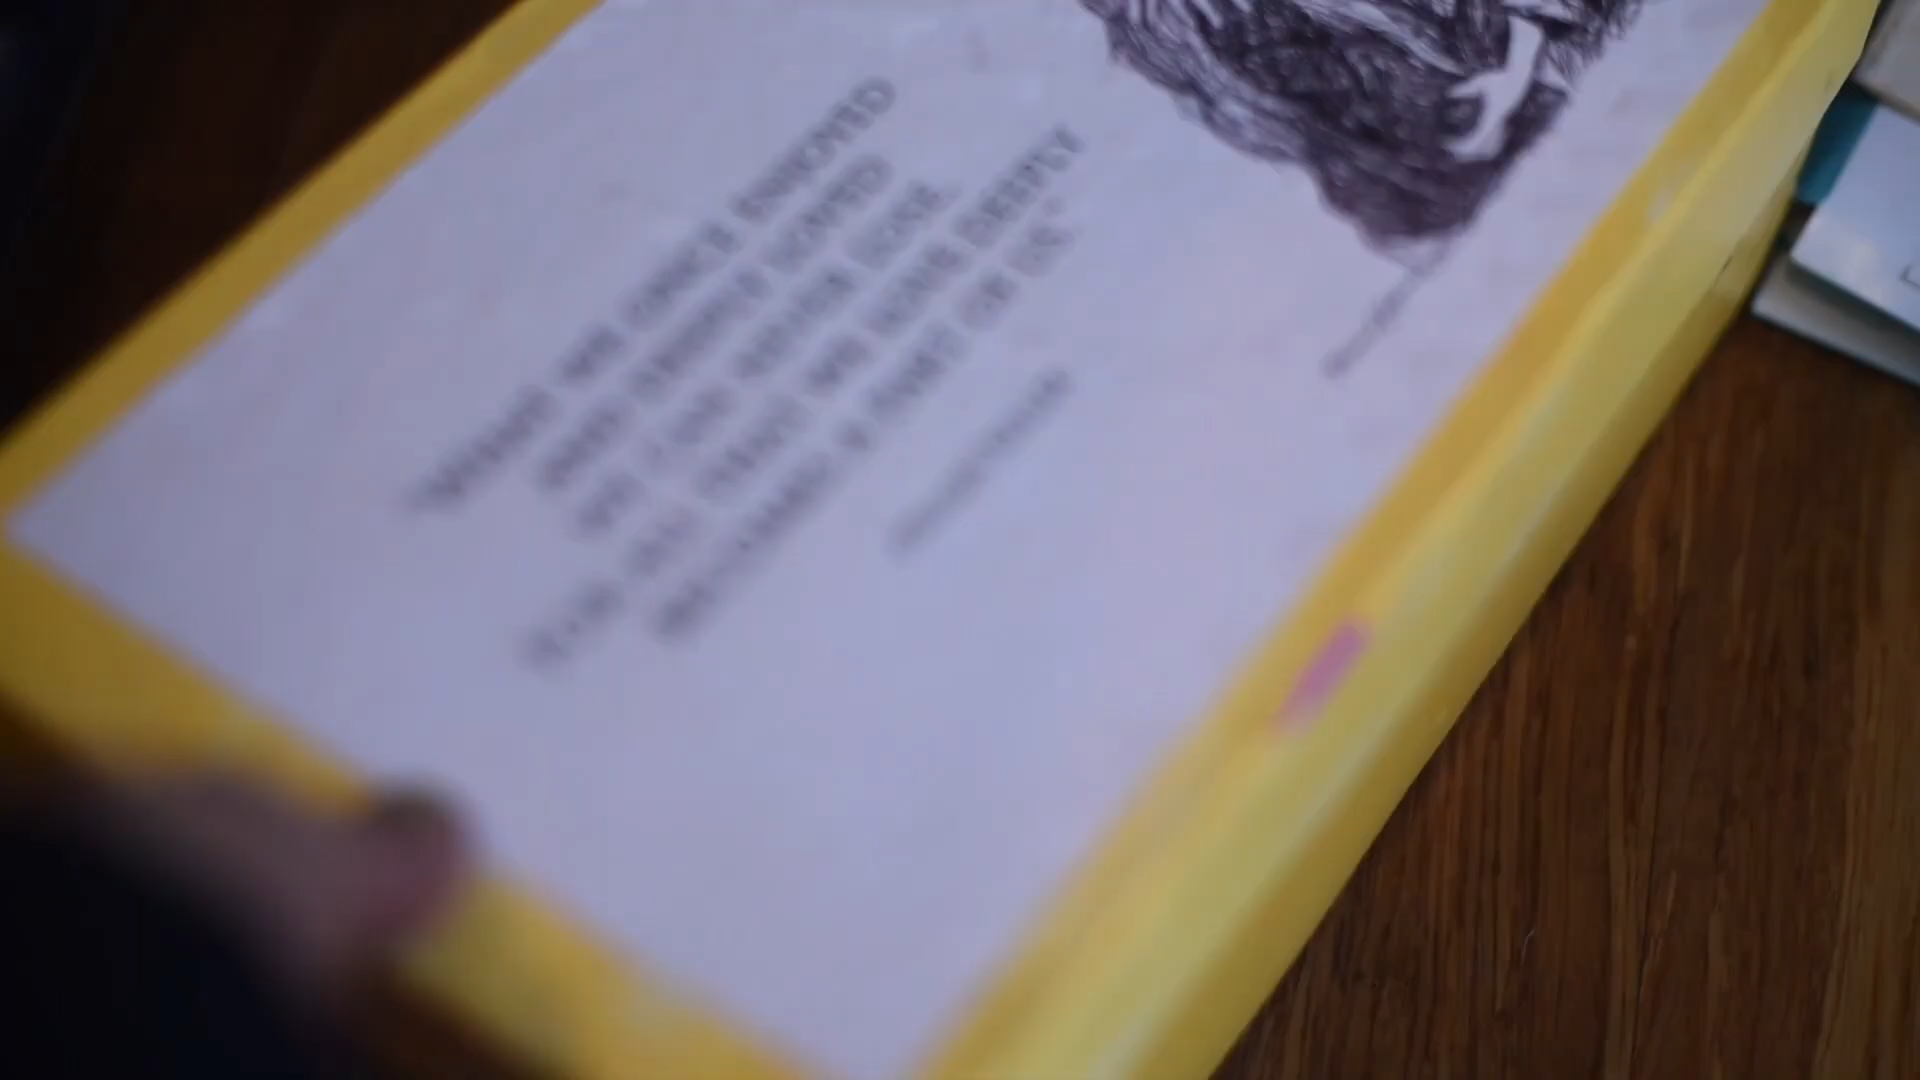 WHAT WE ONCE ENJOYED
AND DEEPLY LOVED
WE CAN NEVER LOSE,
FOR ALL THAT WE LOVE DEEPLY
BECOMES A PART OF US.